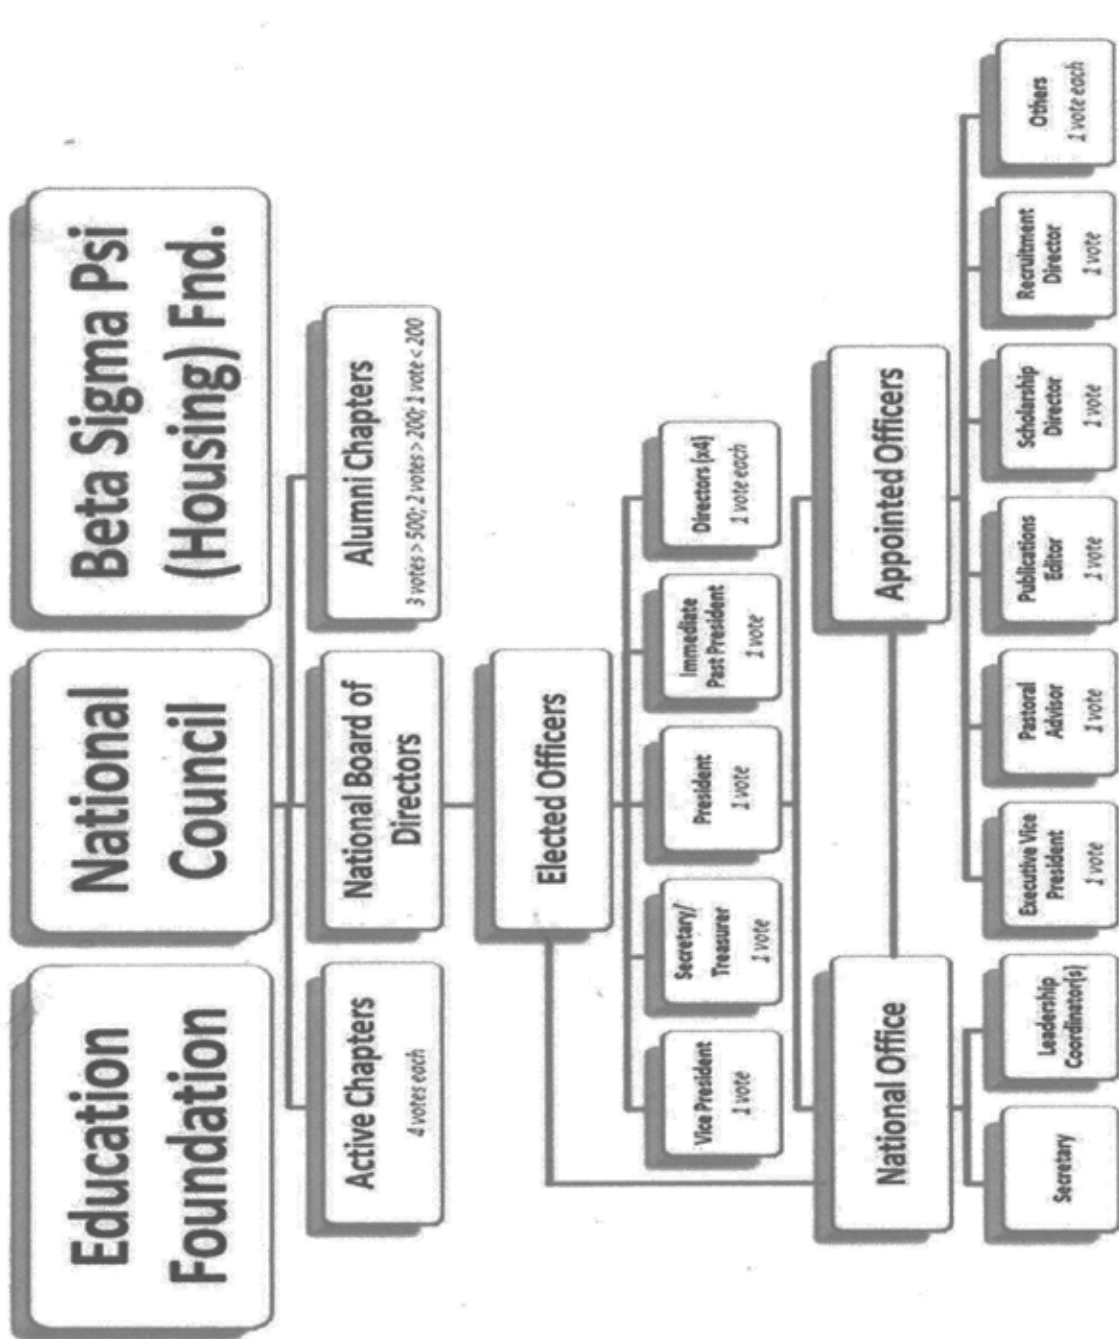 Education
Foundation
National
Council
Beta Sigma Psi
(Housing) Fnd.
Active Chapters
4 votes each
National Board of
Directors
Alumni Chapters
3 votes > 500; 2 votes > 200; 1 vote < 200
Elected Officers
Vice President
1 vote
Secretary/
Treasurer
1 vote
President
1 vote
Immediate
Past President
1 vote
Directors (x4)
1 vote each
National Office
Appointed Officers
Secretary
Leadership
Coordinator(s)
Executive Vice
President
1 vote
Pastoral
Advisor
1 vote
Publications
Editor
1 vote
Scholarship
Director
1 vote
Recruitment
Director
1 vote
Others
1 vote each